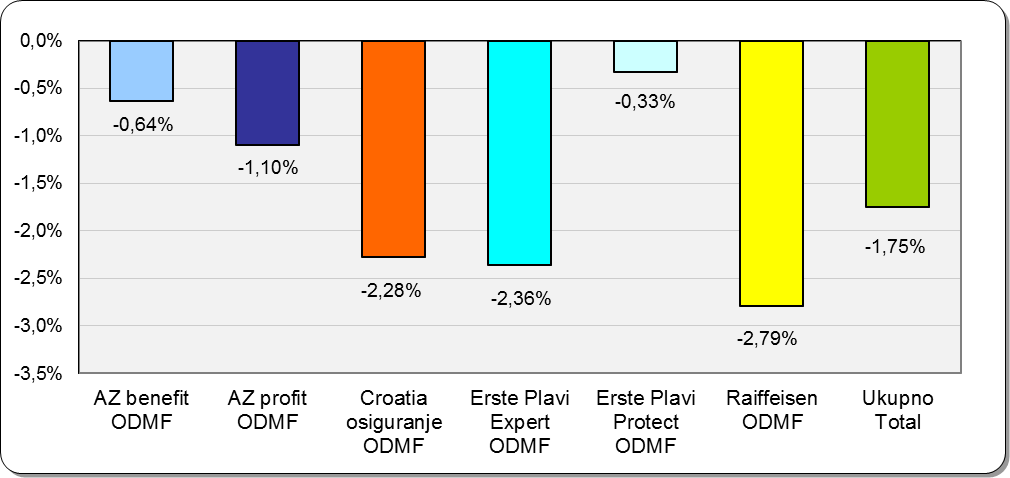 0,0%
-0,5%
-1,0%
-1,5%
-2,0%
-2,5%
-3,0%
-3,5%
-0,64%
-1,10%
-2,28%
-2,36%
-0,33%
-2,79%
-1,75%
AZ benefit
ODMF
AZ profit
ODMF
Croatia
osiguranje
ODMF
Erste Plavi
Expert
ODMF
Erste Plavi
Protect
ODMF
Raiffeisen
ODMF
Ukupno
Total